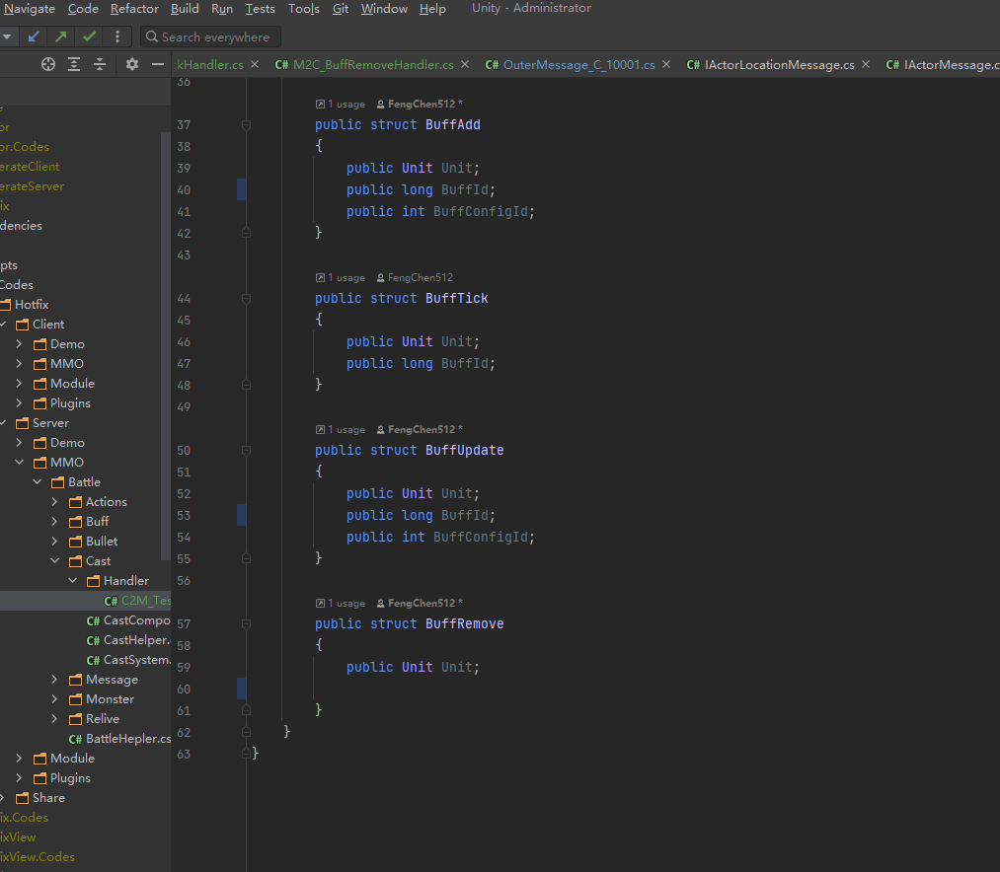 Navigate Code Refactor Build Run Tests Tools Git Window Help Unity - Administrator
Search everywhere
kHandler.cs C# M2C_BuffRemoveHandler.cs C# OuterMessage_C_10001.cs C# IActorLocationMessage.cs C# IActorMessage.c
36
1 usage FengChen512 *
37 public struct BuffAdd
38 {
39 public Unit Unit;
40 public long BuffId;
41 public int BuffConfigId;
42 }
43
1 usage FengChen512
44 public struct BuffTick
45 {
46 public Unit Unit;
47 public long BuffId;
48 }
49
1 usage FengChen512 *
50 public struct BuffUpdate
51 {
52 public Unit Unit;
53 public long BuffId;
54 public int BuffConfigId;
55 }
56
1 usage FengChen512 *
57 public struct BuffRemove
58 {
59 public Unit Unit;
60
61 }
62 }
63 }
or
or.Codes
erateClient
erateServer
ix
dencies
pts
Codes
Hotfix
Client
Demo
MMO
Module
Plugins
Server
Demo
MMO
Battle
Actions
Buff
Bullet
Cast
Handler
C# C2M_Tes
C# CastCompo
C# CastHelper.
C# CastSystem.
Message
Monster
Relive
C# BattleHepler.cs
Module
Plugins
Share
ix.Codes
ixView
ixView.Codes